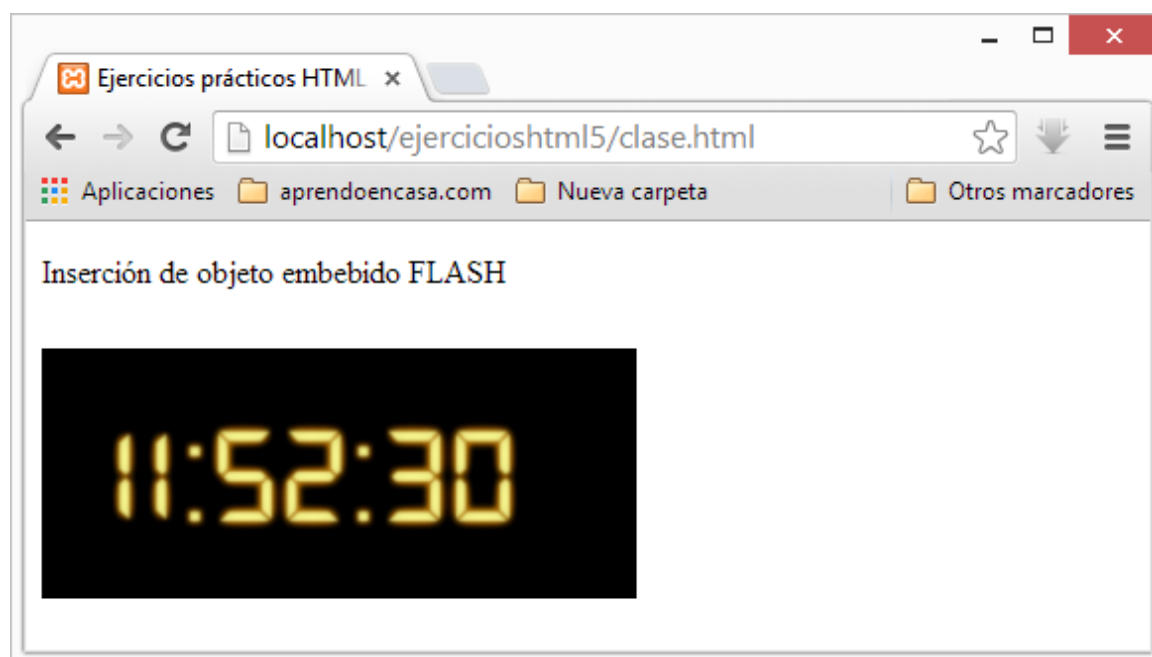 Ejercicios prácticos HTML
localhost/ejercicioshtml5/clase.html
Aplicaciones aprendoencasa.com Nueva carpeta Otros marcadores
Inserción de objeto embebido FLASH
11:52:30